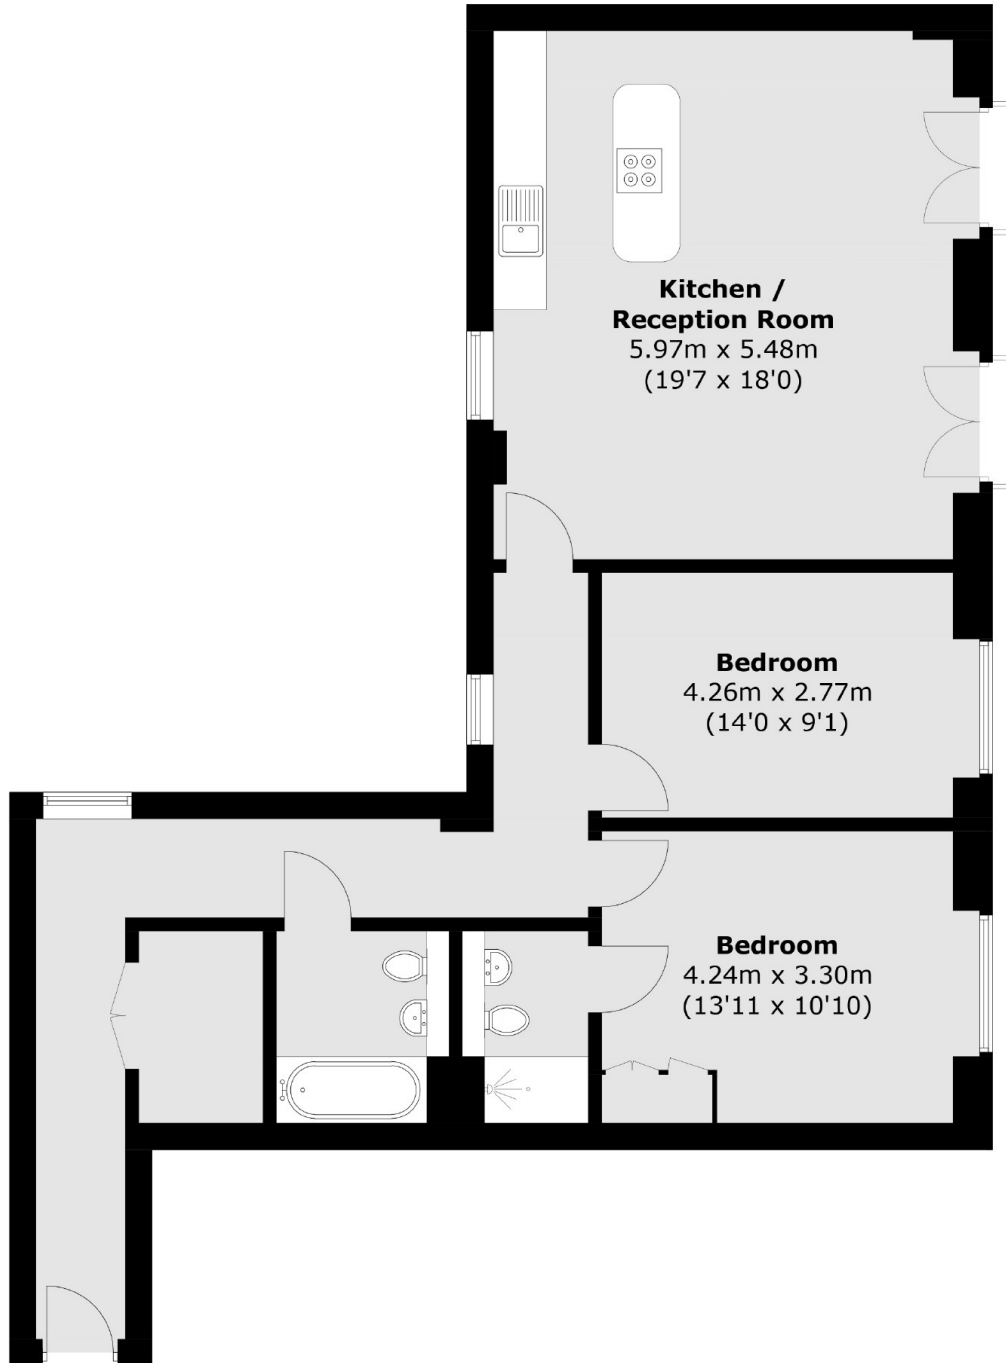 Kitchen /
Reception Room
5.97m x 5.48m
(19'7 x 18'0)
Bedroom
4.26m x 2.77m
(14'0 x 9'1)
Bedroom
4.24m x 3.30m
(13'11 x 10'10)